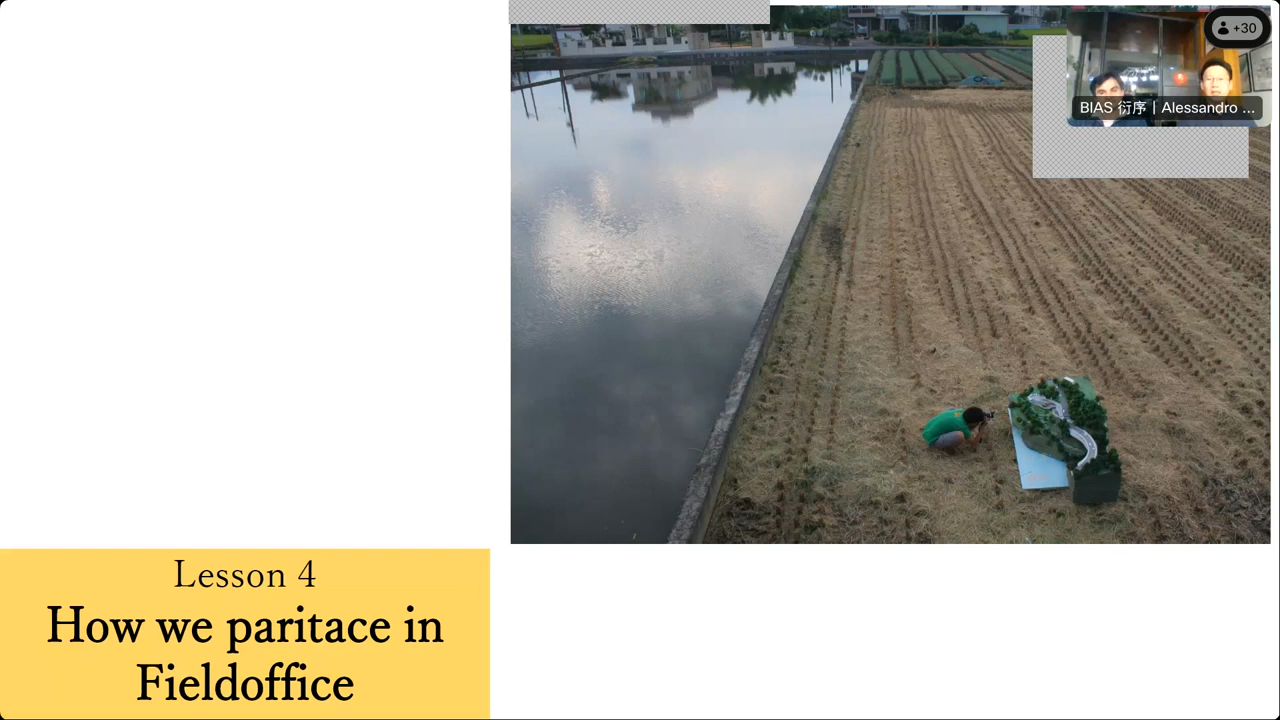 +30
BIAS 衍序 | Alessandro ...
Lesson 4
How we paritace in
Fieldoffice